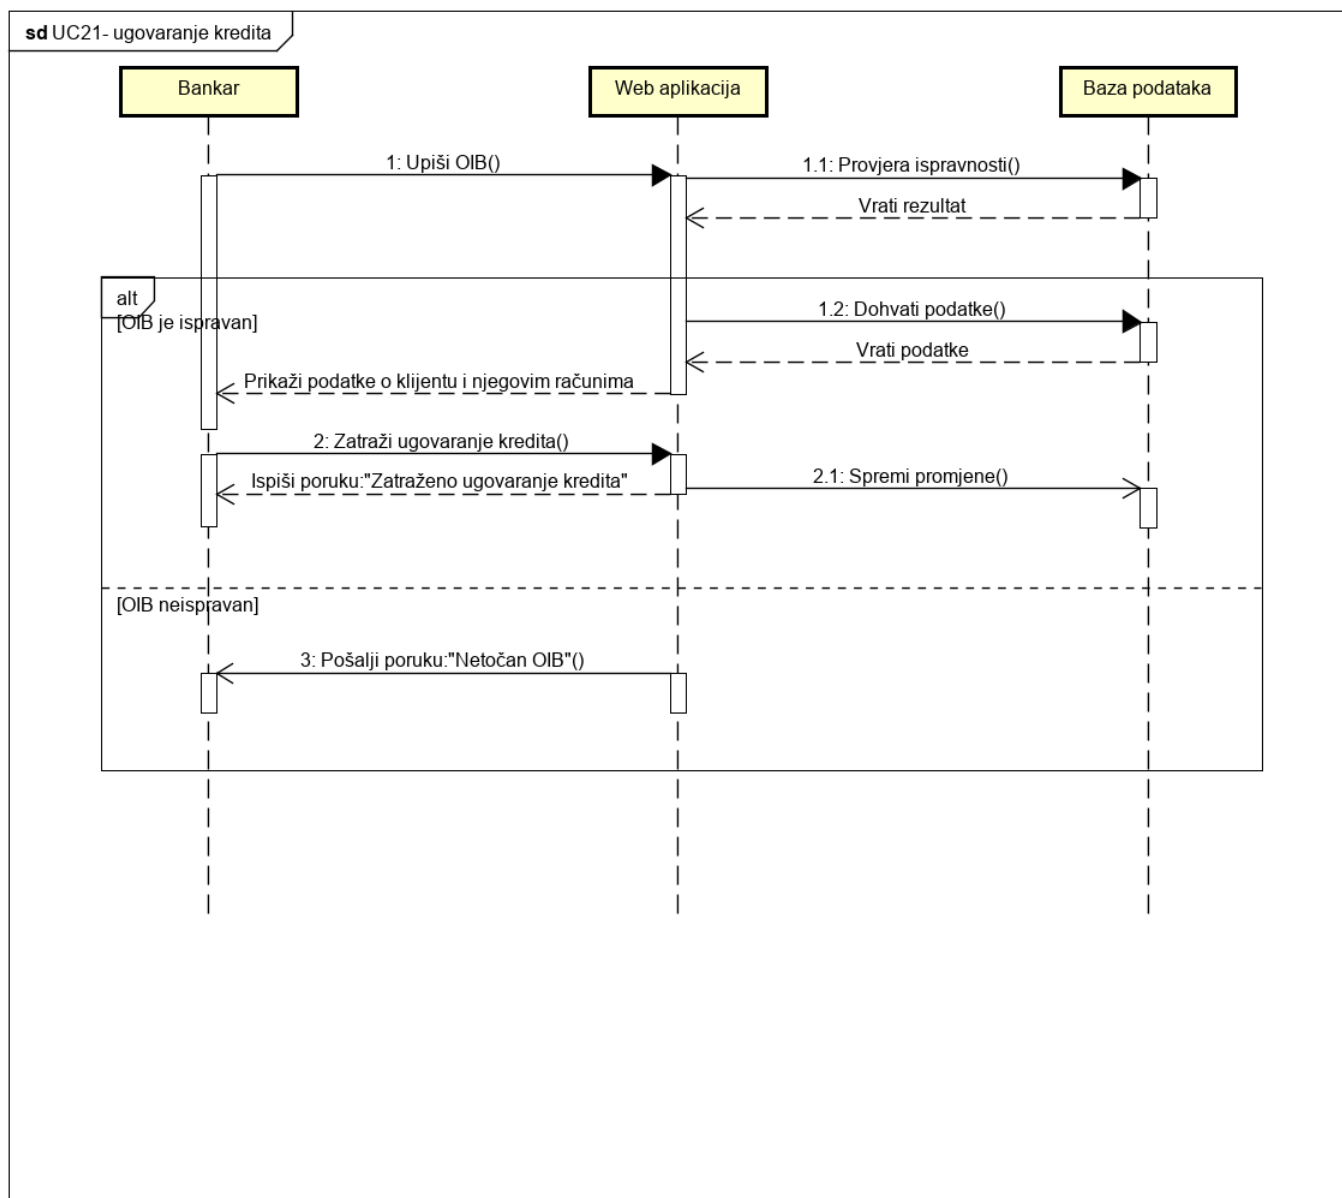 sd UC21- ugovaranje kredita
Bankar
Web aplikacija
Baza podataka
1: Upiši OIB()
1.1: Provjera ispravnosti()
Vrati rezultat
alt
[OIB je ispravan]
1.2: Dohvati podatke()
Vrati podatke
Prikaži podatke o klijentu i njegovim računima
2: Zatraži ugovaranje kredita()
Ispiši poruku:"Zatraženo ugovaranje kredita"
2.1: Spremi promjene()
[OIB neispravan]
3: Pošalji poruku:"Netočan OIB"()